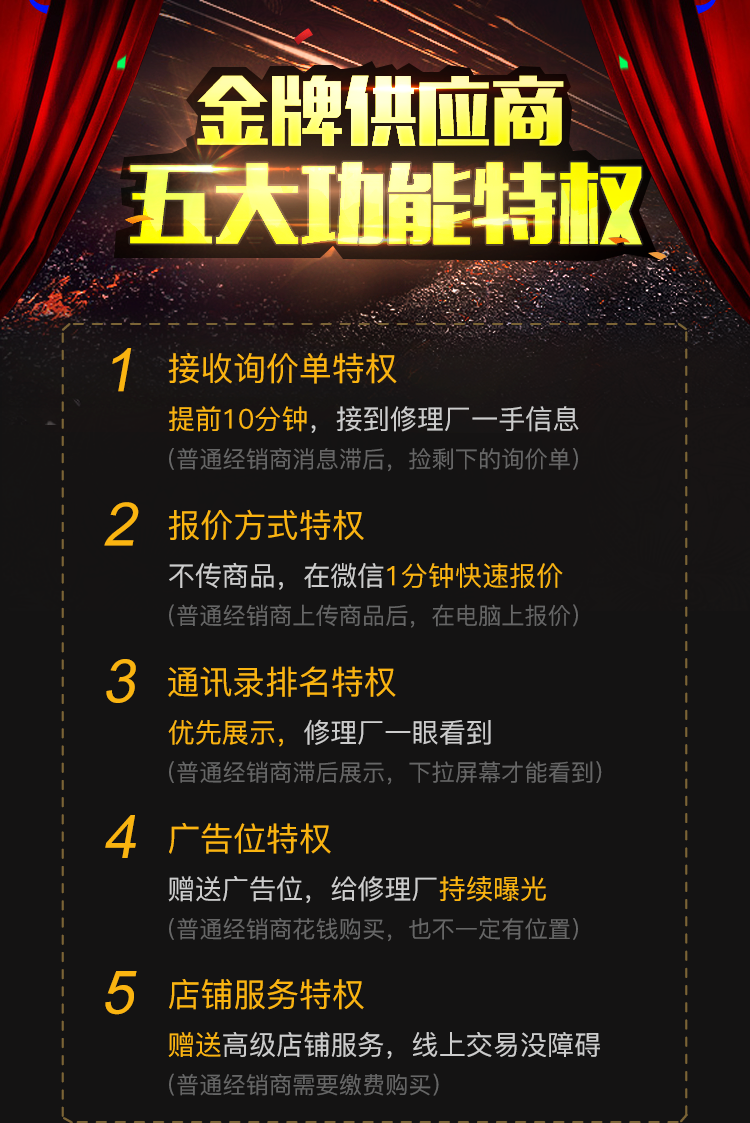 金牌供应商
五大功能特权
1 接收询价单特权
提前10分钟，接到修理厂一手信息
（普通经销商消息滞后，捡剩下的询价单）
2 报价方式特权
不传商品，在微信1分钟快速报价
（普通经销商上传商品后，在电脑上报价）
3 通讯录排名特权
优先展示，修理厂一眼看到
（普通经销商滞后展示，下拉屏幕才能看到）
4 广告位特权
赠送广告位，给修理厂持续曝光
（普通经销商花钱购买，也不一定有位置）
5 店铺服务特权
赠送高级店铺服务，线上交易没障碍
（普通经销商需要缴费购买）